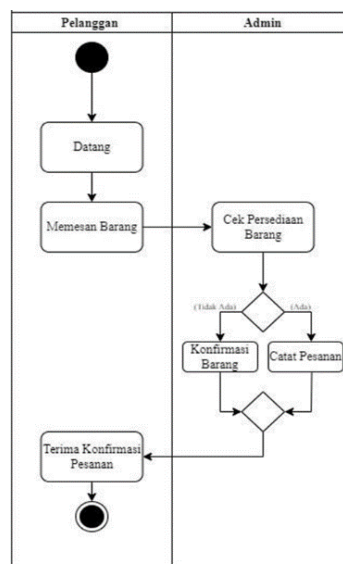 Pelanggan
Admin
Datang
Memesan Barang
Cek Persediaan
Barang
(Tidak Ada)
(Ada)
Konfirmasi
Barang
Catat Pesanan
Terima Konfirmasi
Pesanan